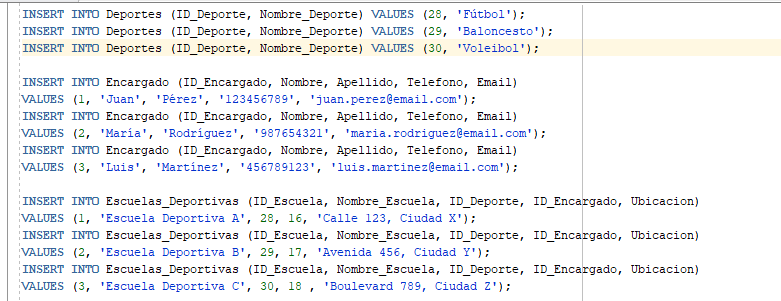 INSERT INTO Deportes (ID_Deporte, Nombre_Deporte) VALUES (28, 'Fútbol');
INSERT INTO Deportes (ID_Deporte, Nombre_Deporte) VALUES (29, 'Baloncesto');
INSERT INTO Deportes (ID_Deporte, Nombre_Deporte) VALUES (30, 'Voleibol');
INSERT INTO Encargado (ID_Encargado, Nombre, Apellido, Telefono, Email)
VALUES (1, 'Juan', 'Pérez', '123456789', 'juan.perez@email.com');
INSERT INTO Encargado (ID_Encargado, Nombre, Apellido, Telefono, Email)
VALUES (2, 'María', 'Rodríguez', '987654321', 'maria.rodriguez@email.com');
INSERT INTO Encargado (ID_Encargado, Nombre, Apellido, Telefono, Email)
VALUES (3, 'Luis', 'Martínez', '456789123', 'luis.martinez@email.com');
INSERT INTO Escuelas_Deportivas (ID_Escuela, Nombre_Escuela, ID_Deporte, ID_Encargado, Ubicacion)
VALUES (1, 'Escuela Deportiva A', 28, 16, 'Calle 123, Ciudad X');
INSERT INTO Escuelas_Deportivas (ID_Escuela, Nombre_Escuela, ID_Deporte, ID_Encargado, Ubicacion)
VALUES (2, 'Escuela Deportiva B', 29, 17, 'Avenida 456, Ciudad Y');
INSERT INTO Escuelas_Deportivas (ID_Escuela, Nombre_Escuela, ID_Deporte, ID_Encargado, Ubicacion)
VALUES (3, 'Escuela Deportiva C', 30, 18 , 'Boulevard 789, Ciudad Z');